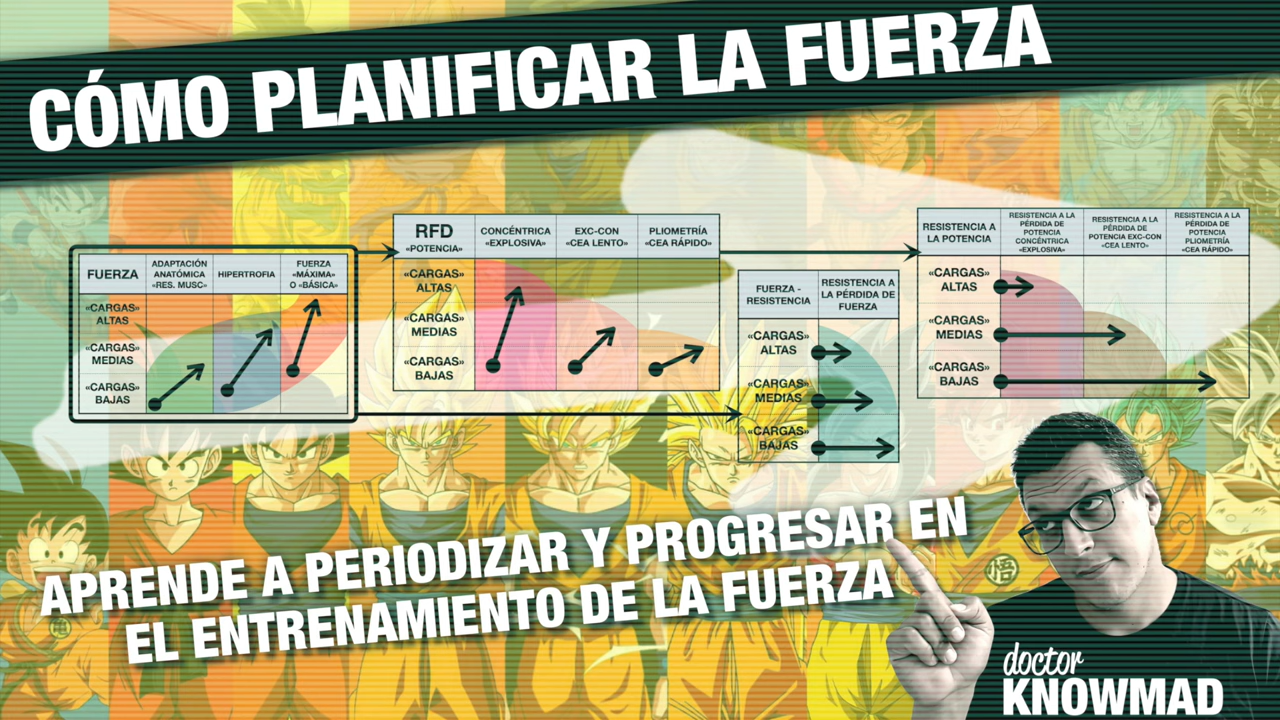 CÓMO PLANIFICAR LA FUERZA
FUERZA
ADAPTACIÓN
ANATÓMICA
«RES. MUSC»
HIPERTROFIA
FUERZA
«MÁXIMA»
O «BÁSICA»
«CARGAS»
ALTAS
«CARGAS»
MEDIAS
«CARGAS»
BAJAS
RFD
«POTENCIA»
CONCÉNTRICA
«EXPLOSIVA»
EXC-CON
«CEA LENTO»
PLIOMETRÍA
«CEA RÁPIDO»
«CARGAS»
ALTAS
«CARGAS»
MEDIAS
«CARGAS»
BAJAS
FUERZA -
RESISTENCIA
RESISTENCIA A
LA PÉRDIDA DE
FUERZA
«CARGAS»
ALTAS
«CARGAS»
MEDIAS
«CARGAS»
BAJAS
RESISTENCIA A
LA POTENCIA
RESISTENCIA A LA
PÉRDIDA DE
POTENCIA
CONCÉNTRICA
«EXPLOSIVA»
RESISTENCIA A LA
PÉRDIDA DE
POTENCIA EXC-CON
«CEA LENTO»
RESISTENCIA A LA
PÉRDIDA DE
POTENCIA
PLIOMETRÍA
«CEA RÁPIDO»
«CARGAS»
ALTAS
«CARGAS»
MEDIAS
«CARGAS»
BAJAS
APRENDE A PERIODIZAR Y PROGRESAR EN
EL ENTRENAMIENTO DE LA FUERZA
doctor
KNOWMAD